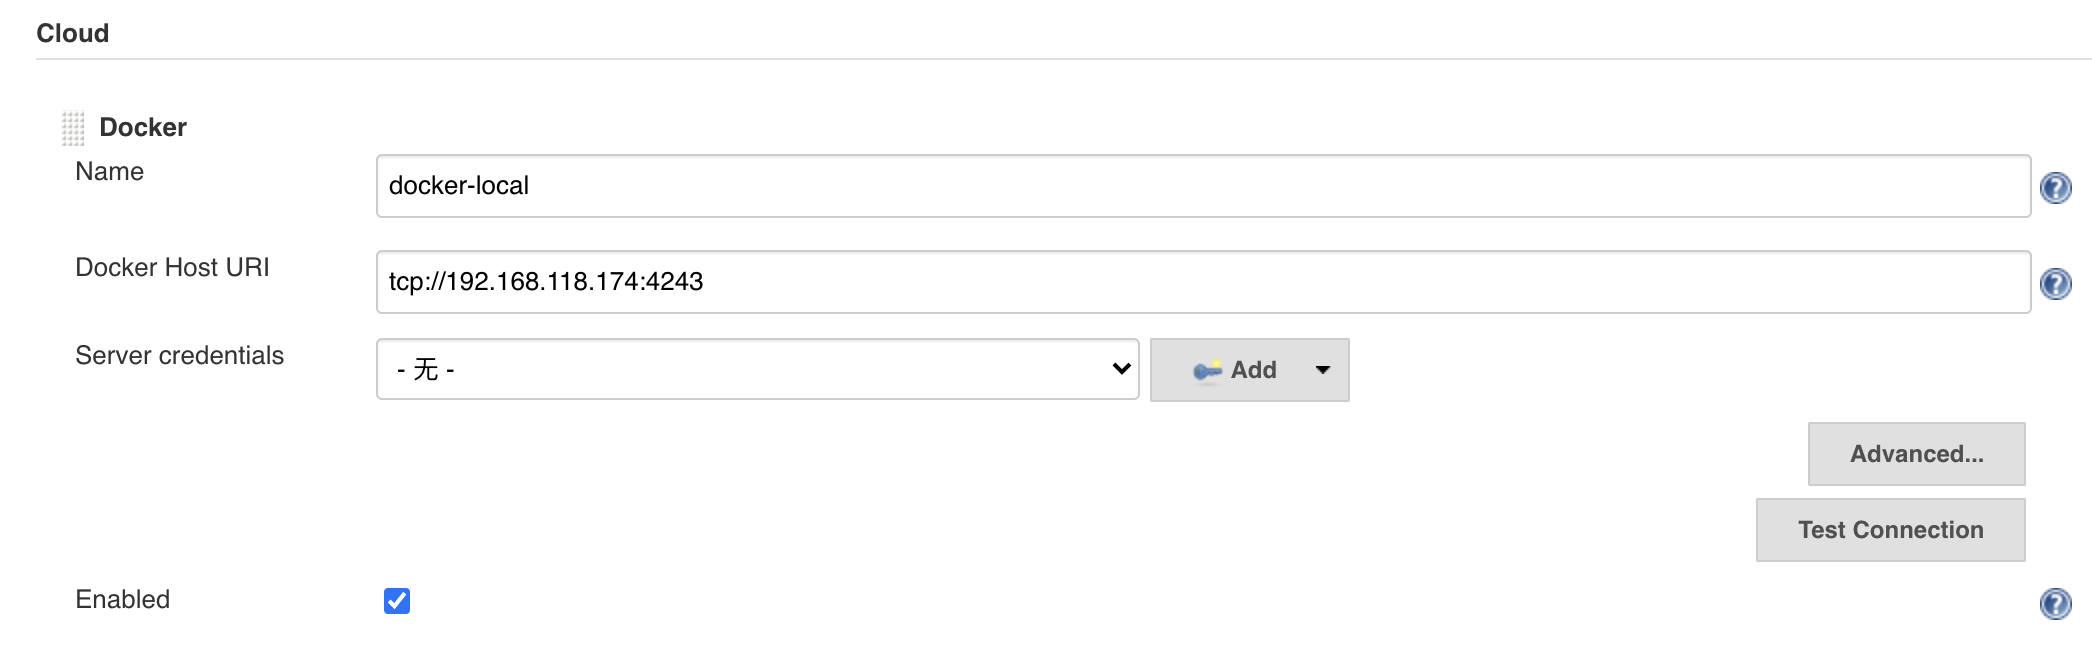 Cloud
Docker
Name
docker-local
Docker Host URI
tcp://192.168.118.174:4243
Server credentials
- 无 -
Add
Advanced...
Test Connection
Enabled